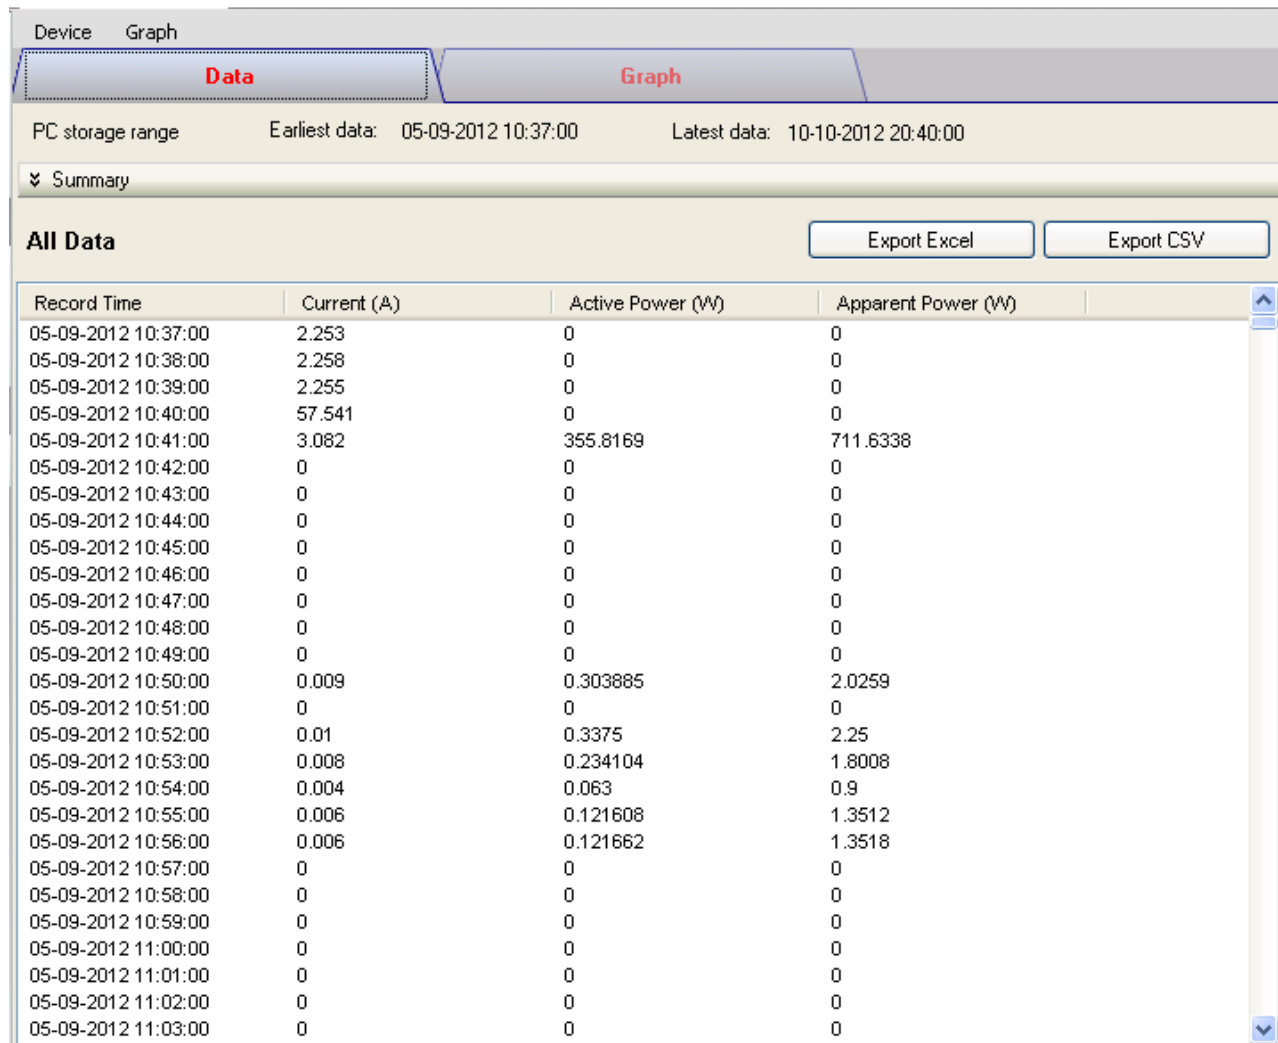 Device Graph
Data Graph
PC storage range Earliest data: 05-09-2012 10:37:00 Latest data: 10-10-2012 20:40:00
Summary
All Data Export Excel Export CSV
Record Time Current (A) Active Power (W) Apparent Power (W)
05-09-2012 10:37:00 2.253 0 0
05-09-2012 10:38:00 2.258 0 0
05-09-2012 10:39:00 2.255 0 0
05-09-2012 10:40:00 57.541 0 0
05-09-2012 10:41:00 3.082 355.8169 711.6338
05-09-2012 10:42:00 0 0 0
05-09-2012 10:43:00 0 0 0
05-09-2012 10:44:00 0 0 0
05-09-2012 10:45:00 0 0 0
05-09-2012 10:46:00 0 0 0
05-09-2012 10:47:00 0 0 0
05-09-2012 10:48:00 0 0 0
05-09-2012 10:49:00 0 0 0
05-09-2012 10:50:00 0.009 0.303885 2.0259
05-09-2012 10:51:00 0 0 0
05-09-2012 10:52:00 0.01 0.3375 2.25
05-09-2012 10:53:00 0.008 0.234104 1.8008
05-09-2012 10:54:00 0.004 0.063 0.9
05-09-2012 10:55:00 0.006 0.121608 1.3512
05-09-2012 10:56:00 0.006 0.121662 1.3518
05-09-2012 10:57:00 0 0 0
05-09-2012 10:58:00 0 0 0
05-09-2012 10:59:00 0 0 0
05-09-2012 11:00:00 0 0 0
05-09-2012 11:01:00 0 0 0
05-09-2012 11:02:00 0 0 0
05-09-2012 11:03:00 0 0 0